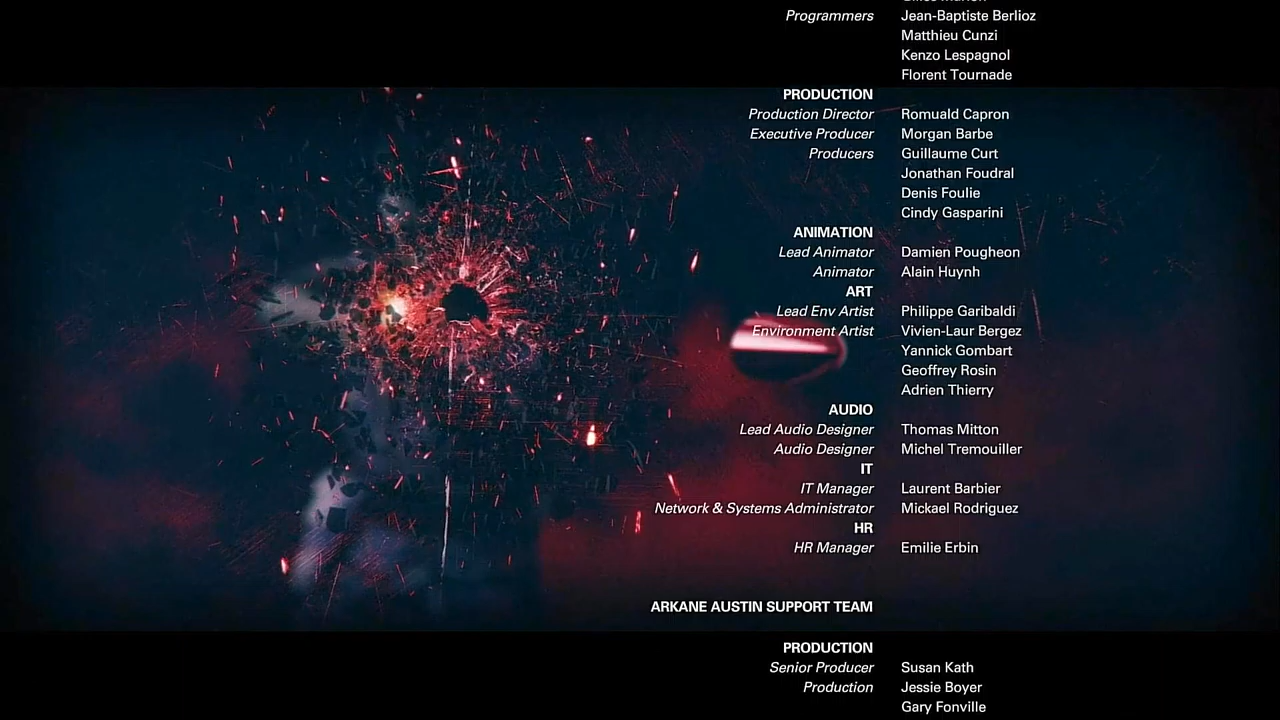 Programmers Jean-Baptiste Berlioz
Matthieu Cunzi
Kenzo Lespagnol
Florent Tournade
PRODUCTION
Production Director Romuald Capron
Executive Producer Morgan Barbe
Producers Guillaume Curt
Jonathan Foudral
Denis Foulie
Cindy Gasparini
ANIMATION
Lead Animator Damien Pougheon
Animator Alain Huynh
ART
Lead Env Artist Philippe Garibaldi
Environment Artist Vivien-Laur Bergez
Yannick Gombart
Geoffrey Rosin
Adrien Thierry
AUDIO
Lead Audio Designer Thomas Mitton
Audio Designer Michel Tremouiller
IT
IT Manager Laurent Barbier
Network & Systems Administrator Mickael Rodriguez
HR
HR Manager Emilie Erbin
ARKANE AUSTIN SUPPORT TEAM
PRODUCTION
Senior Producer Susan Kath
Production Jessie Boyer
Gary Fonville